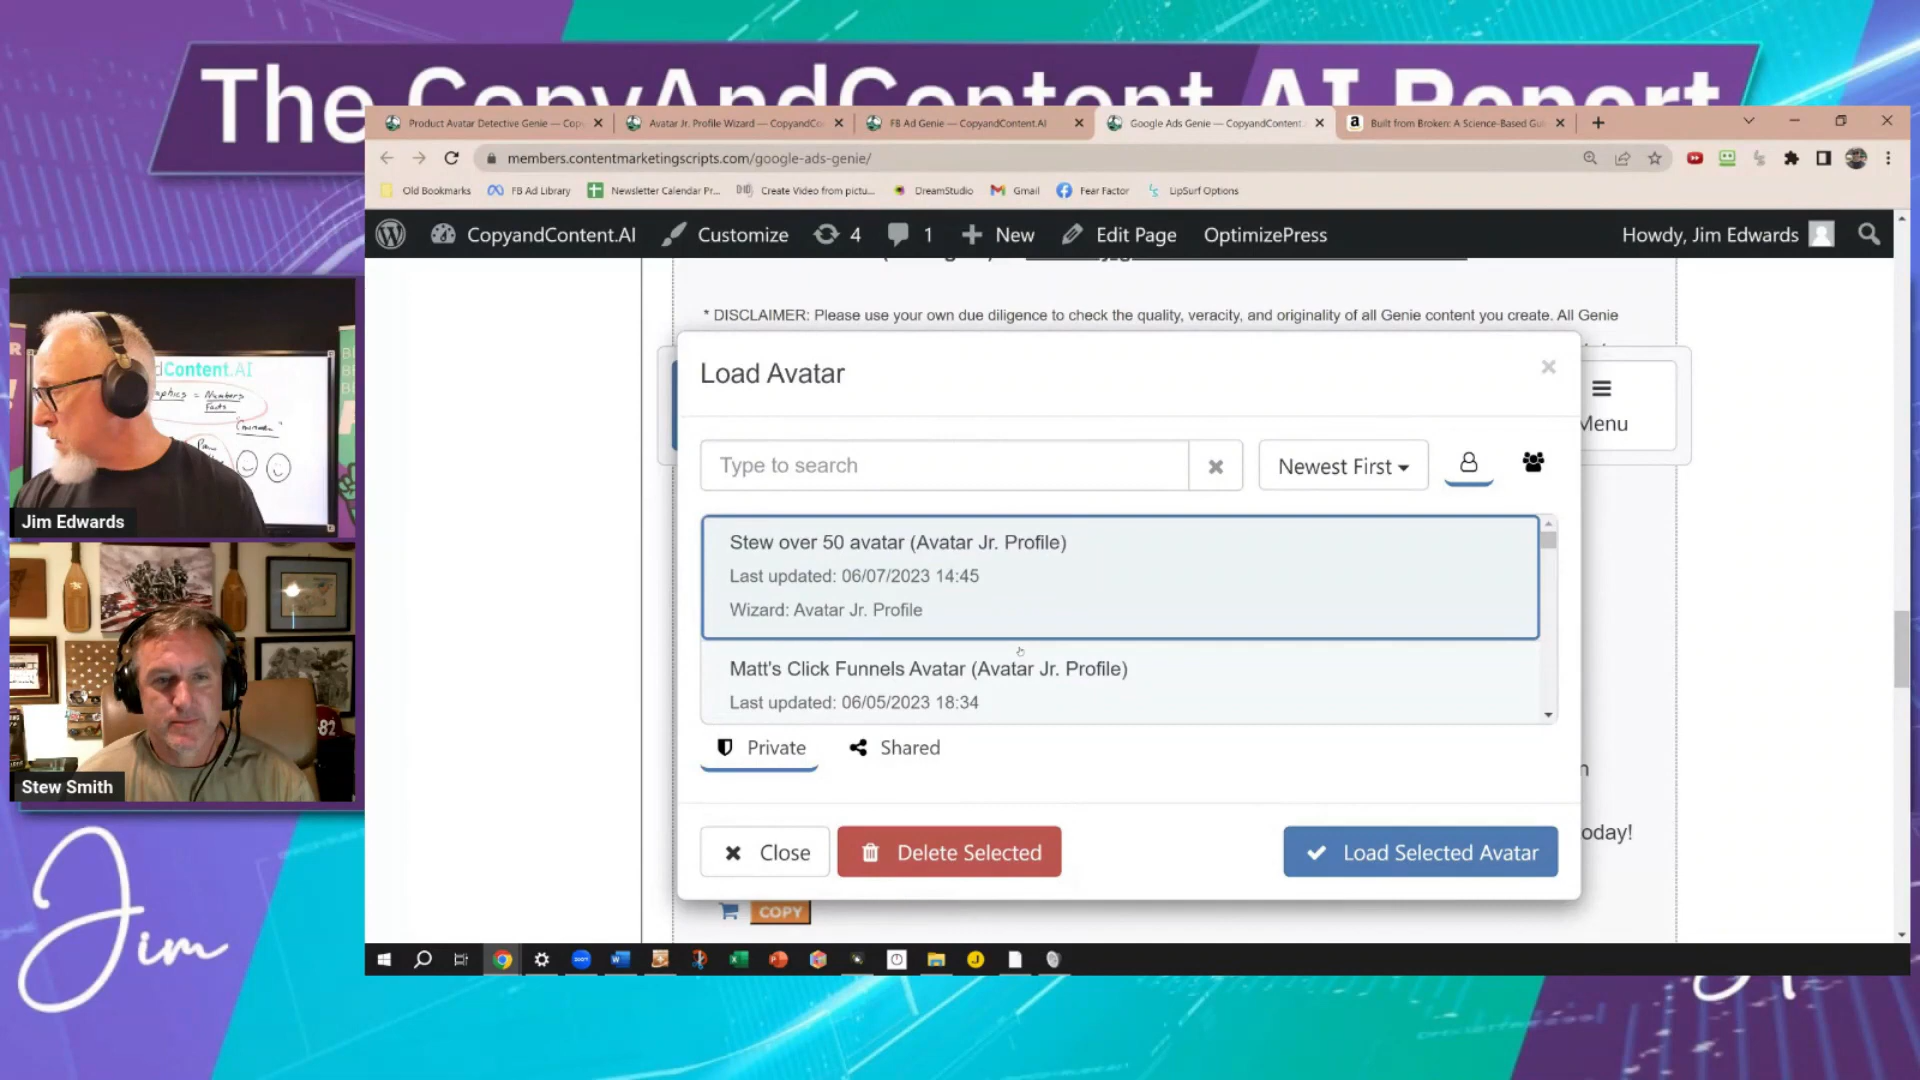 The CopyAndContent AI Report
Product Avatar Detective Genie — Cop
Avatar Jr. Profile Wizard — CopyandCo
FB Ad Genie — CopyandContent.AI
Google Ads Genie — CopyandContent.
Built from Broken: A Science-Based Gu
members.contentmarketingscripts.com/google-ads-genie/
Old Bookmarks
FB Ad Library
Newsletter Calendar Pr...
Create Video from pictu...
DreamStudio
Gmail
Fear Factor
LipSurf Options
CopyandContent.AI
Customize
4
1
New
Edit Page
OptimizePress
Howdy, Jim Edwards
* DISCLAIMER: Please use your own due diligence to check the quality, veracity, and originality of all Genie content you create. All Genie
Load Avatar
Menu
Type to search
Newest First
Stew over 50 avatar (Avatar Jr. Profile)
Last updated: 06/07/2023 14:45
Wizard: Avatar Jr. Profile
Matt's Click Funnels Avatar (Avatar Jr. Profile)
Last updated: 06/05/2023 18:34
Private
Shared
oday!
Close
Delete Selected
Load Selected Avatar
COPY
dContent.AI
aphics = Numbers
Facts
Jim Edwards
82
Stew Smith
Jim